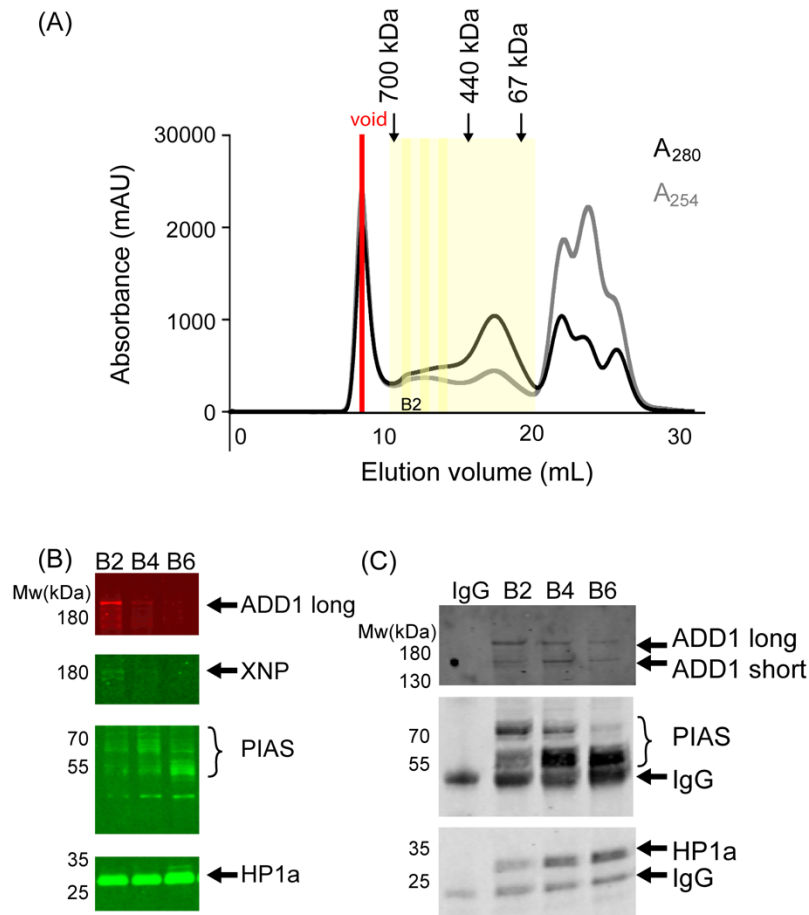 (A)
700 kDa
440 kDa
67 kDa
void
30000
2000
1000
0
Absorbance (mAU)
A280
A254
B2
0 10 20 30
Elution volume (mL)
(B)
B2 B4 B6
Mw(kDa)
180
ADD1 long
180
XNP
70
55
PIAS
35
25
HP1a
(C)
IgG B2 B4 B6
Mw(kDa)
180
130
ADD1 long
ADD1 short
70
55
PIAS
IgG
35
25
HP1a
IgG